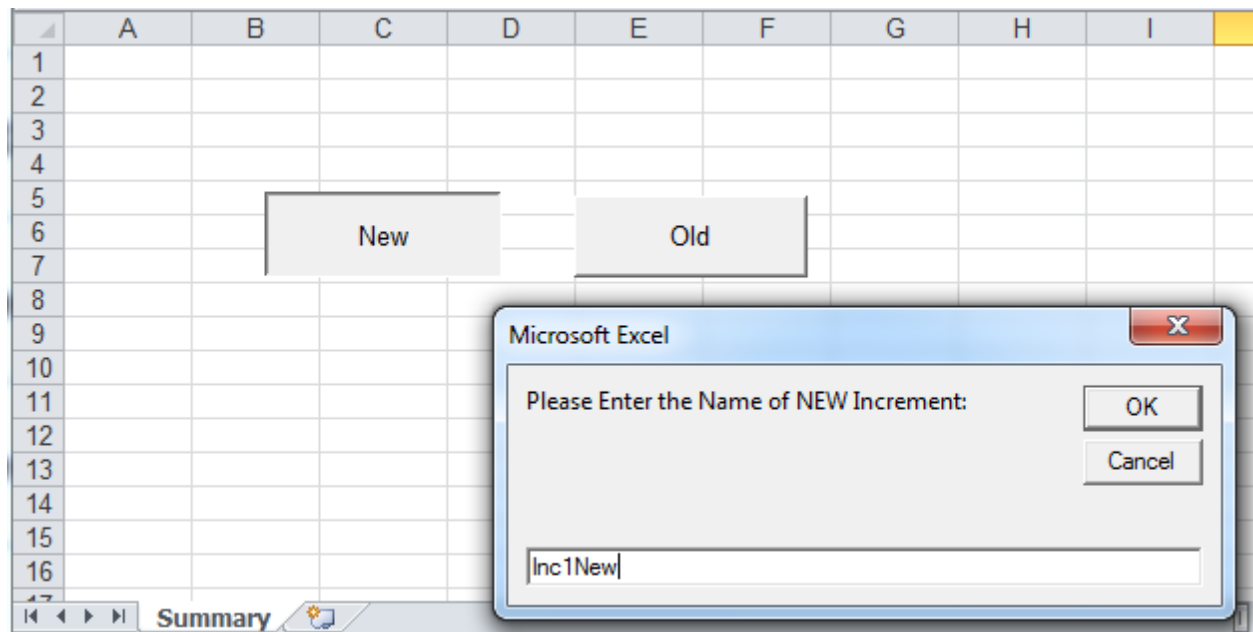 A B C D E F G H I
1
2
3
4
5
6
7
8
9
10
11
12
13
14
15
16
17
New Old
Microsoft Excel
Please Enter the Name of NEW Increment:
OK
Cancel
Inc1New
Summary